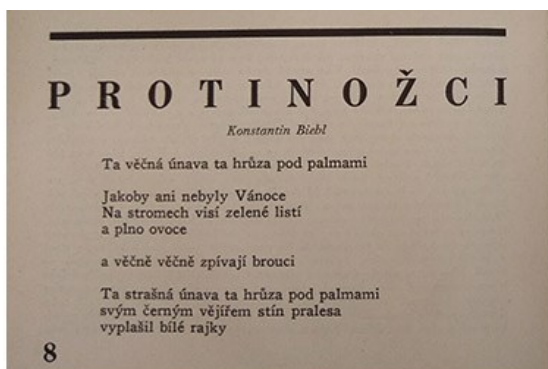 PROTINOŽCI
Konstantin Biebl
Ta věčná únava ta hrůza pod palmami
Jakoby ani nebyly Vánoce
Na stromech visí zelené listí
a plno ovoce
a věčně věčně zpívají brouci
Ta strašná únava ta hrůza pod palmami
svým černým vějířem stín pralesa
vyplašil bílé rajky
8